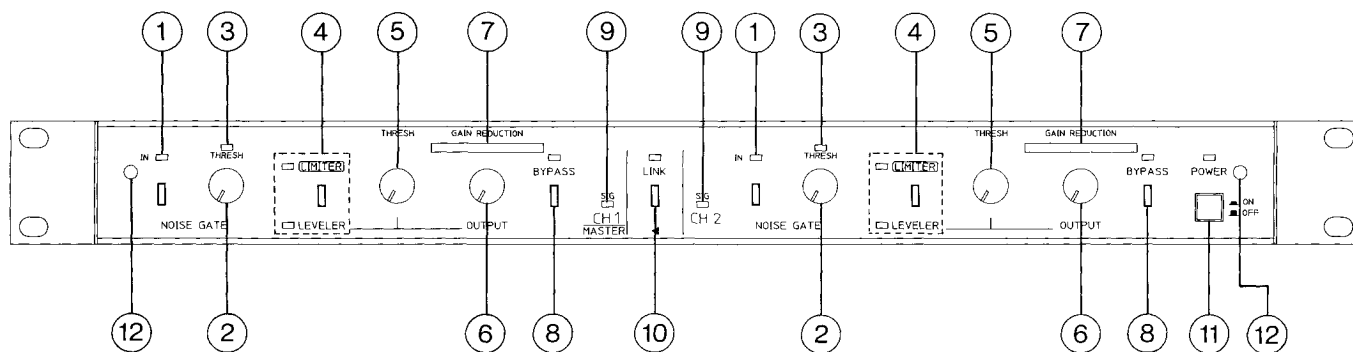 1 3 4 5 7 9 9 1 3 4 5 7
THRESH GAIN REDUCTION THRESH GAIN REDUCTION
IN THRESH LIMITER BYPASS LINK IN THRESH LIMITER BYPASS POWER
SIG SIG
CH 1 CH 2
ON
OFF
NOISE GATE LEVELER OUTPUT MASTER NOISE GATE LEVELER OUTPUT
12 2 6 8 10 2 6 8 11 12